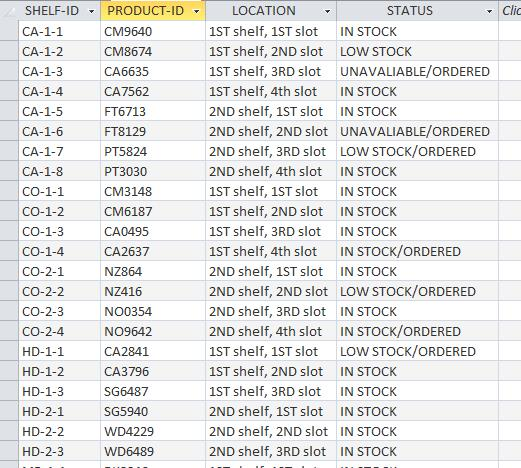 SHELF-ID PRODUCT-ID LOCATION STATUS
CA-1-1 CM9640 1ST shelf, 1ST slot IN STOCK
CA-1-2 CM8674 1ST shelf, 2ND slot LOW STOCK
CA-1-3 CA6635 1ST shelf, 3RD slot UNAVALIABLE/ORDERED
CA-1-4 CA7562 1ST shelf, 4th slot IN STOCK
CA-1-5 FT6713 2ND shelf, 1ST slot IN STOCK
CA-1-6 FT8129 2ND shelf, 2ND slot UNAVALIABLE/ORDERED
CA-1-7 PT5824 2ND shelf, 3RD slot LOW STOCK/ORDERED
CA-1-8 PT3030 2ND shelf, 4th slot IN STOCK
CO-1-1 CM3148 1ST shelf, 1ST slot IN STOCK
CO-1-2 CM6187 1ST shelf, 2ND slot IN STOCK
CO-1-3 CA0495 1ST shelf, 3RD slot IN STOCK
CO-1-4 CA2637 1ST shelf, 4th slot IN STOCK/ORDERED
CO-2-1 NZ864 2ND shelf, 1ST slot IN STOCK
CO-2-2 NZ416 2ND shelf, 2ND slot LOW STOCK/ORDERED
CO-2-3 NO0354 2ND shelf, 3RD slot IN STOCK
CO-2-4 NO9642 2ND shelf, 4th slot IN STOCK/ORDERED
HD-1-1 CA2841 1ST shelf, 1ST slot LOW STOCK/ORDERED
HD-1-2 CA3796 1ST shelf, 2ND slot IN STOCK
HD-1-3 SG6487 1ST shelf, 3RD slot IN STOCK
HD-2-1 SG5940 2ND shelf, 1ST slot IN STOCK
HD-2-2 WD4229 2ND shelf, 2ND slot IN STOCK
HD-2-3 WD6489 2ND shelf, 3RD slot IN STOCK